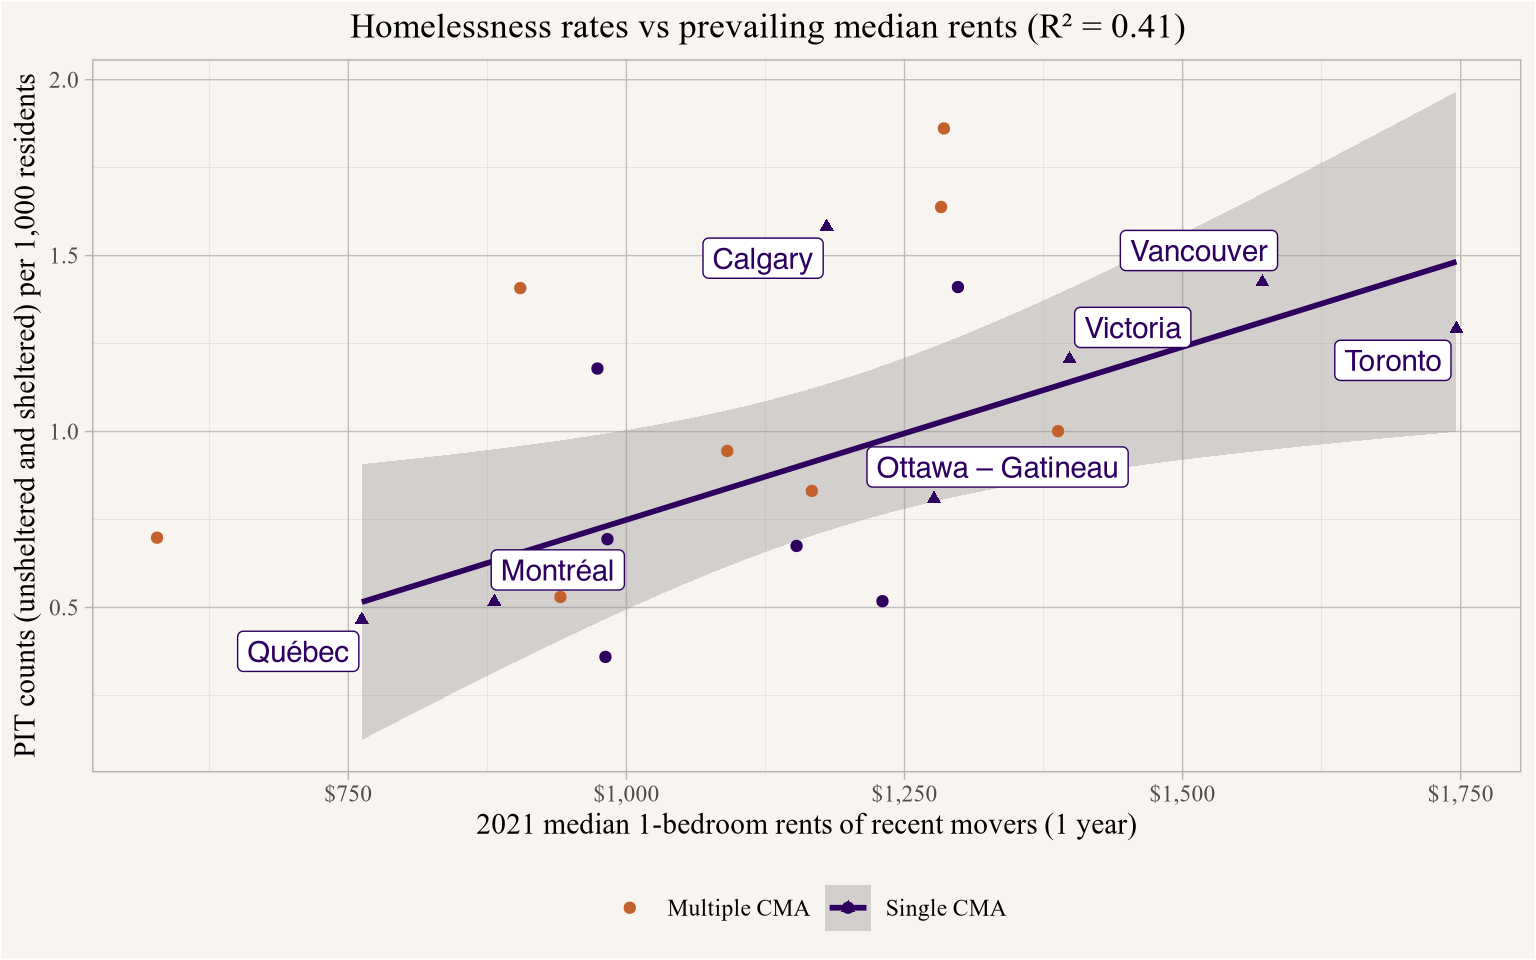 Homelessness rates vs prevailing median rents (R² = 0.41)
PIT counts (unsheltered and sheltered) per 1,000 residents
2.0
1.5
1.0
0.5
Calgary
Vancouver
Victoria
Toronto
Ottawa – Gatineau
Montréal
Québec
$750
$1,000
$1,250
$1,500
$1,750
2021 median 1-bedroom rents of recent movers (1 year)
Multiple CMA
Single CMA